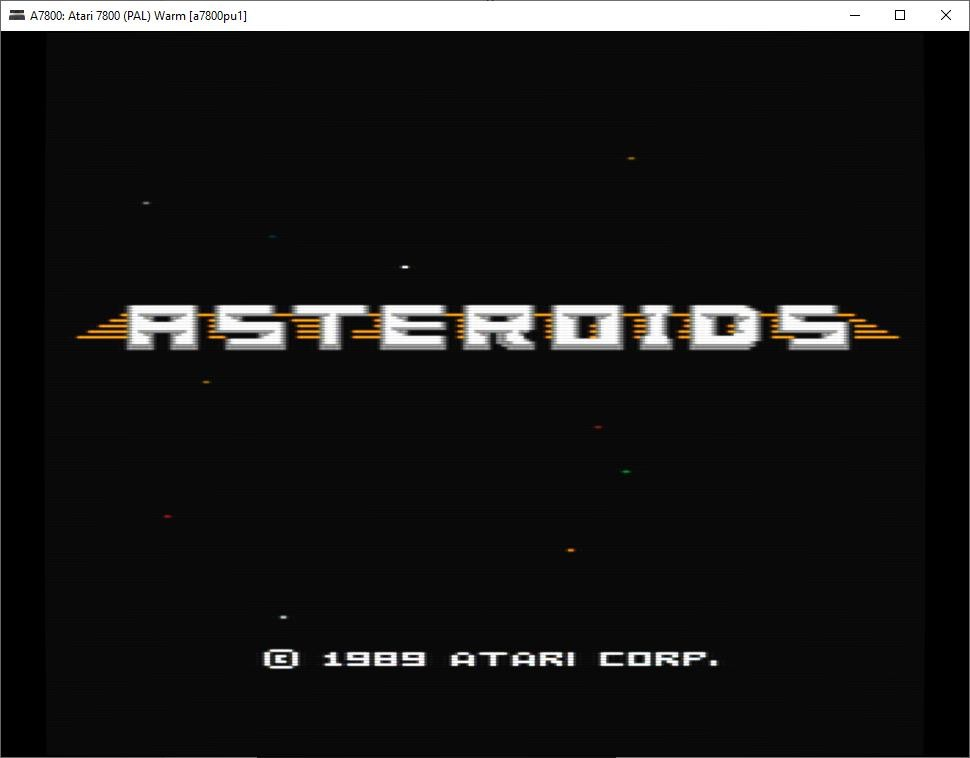 A7800: Atari 7800 (PAL) Warm [a7800pu1]
ASTEROIDS
© 1989 ATARI CORP.